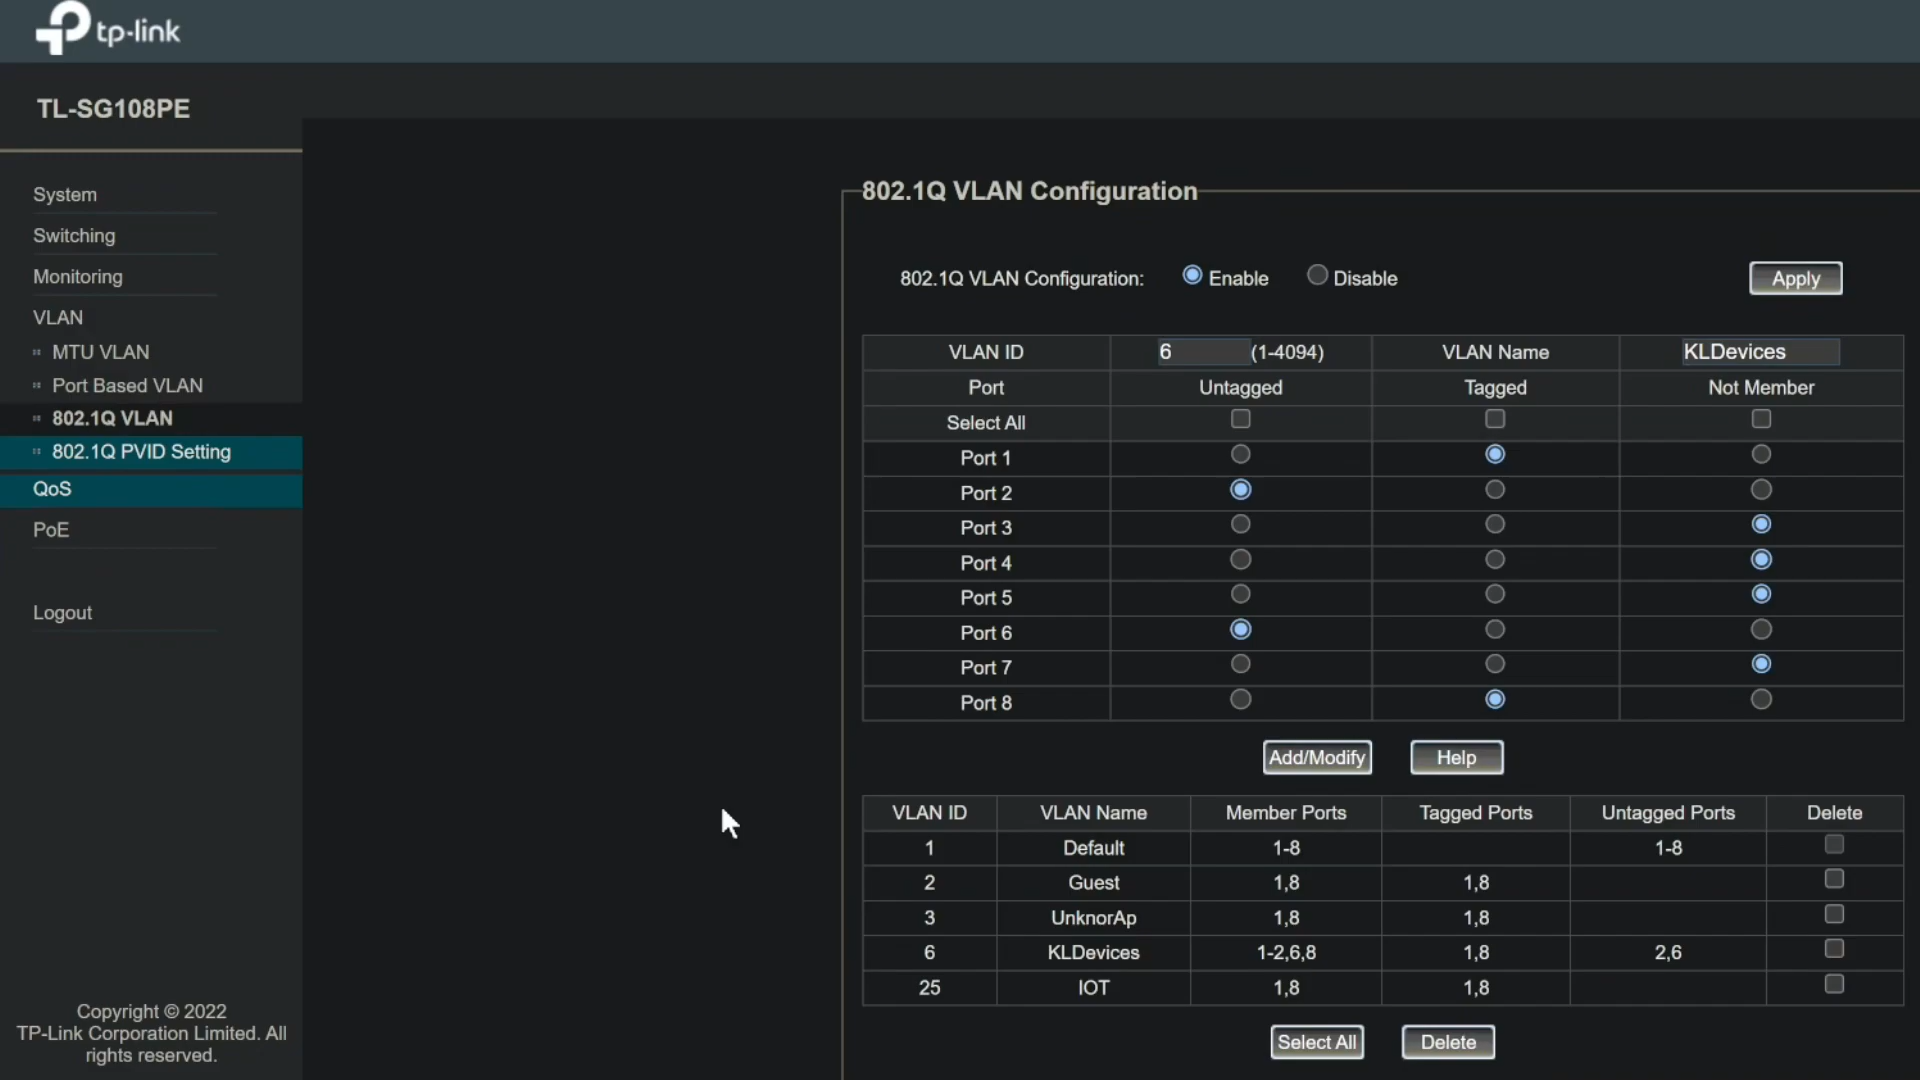 tp-link
TL-SG108PE
System
Switching
Monitoring
VLAN
MTU VLAN
Port Based VLAN
802.1Q VLAN
802.1Q PVID Setting
QoS
PoE
Logout
Copyright © 2022
TP-Link Corporation Limited. All
rights reserved.
802.1Q VLAN Configuration
802.1Q VLAN Configuration: Enable Disable Apply
VLAN ID 6 (1-4094) VLAN Name KLDevices
Port Untagged Tagged Not Member
Select All
Port 1
Port 2
Port 3
Port 4
Port 5
Port 6
Port 7
Port 8
Add/Modify Help
VLAN ID VLAN Name Member Ports Tagged Ports Untagged Ports Delete
1 Default 1-8 1-8
2 Guest 1,8 1,8
3 UnknorAp 1,8 1,8
6 KLDevices 1-2,6,8 1,8 2,6
25 IOT 1,8 1,8
Select All Delete